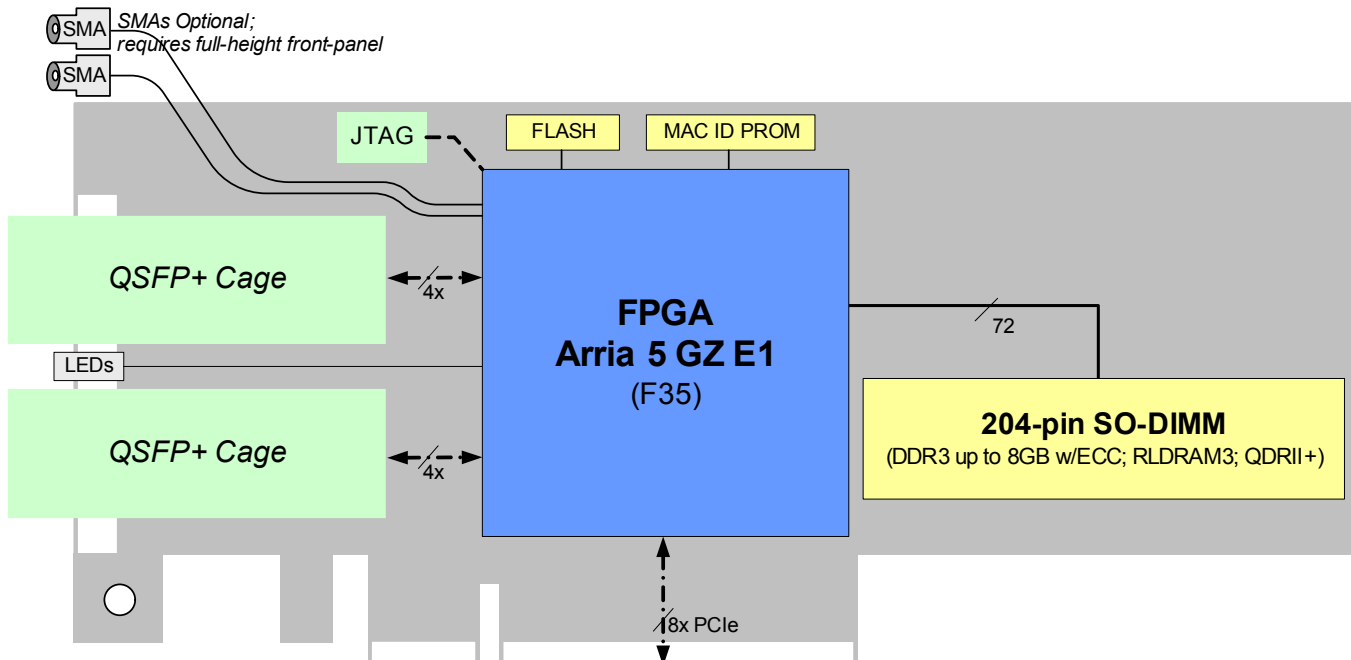 SMA
SMAs Optional;
requires full-height front-panel
SMA
JTAG
FLASH
MAC ID PROM
QSFP+ Cage
4x
FPGA
Arria 5 GZ E1
(F35)
72
LEDs
QSFP+ Cage
4x
204-pin SO-DIMM
(DDR3 up to 8GB w/ECC; RLDRAM3; QDRII+)
8x PCIe